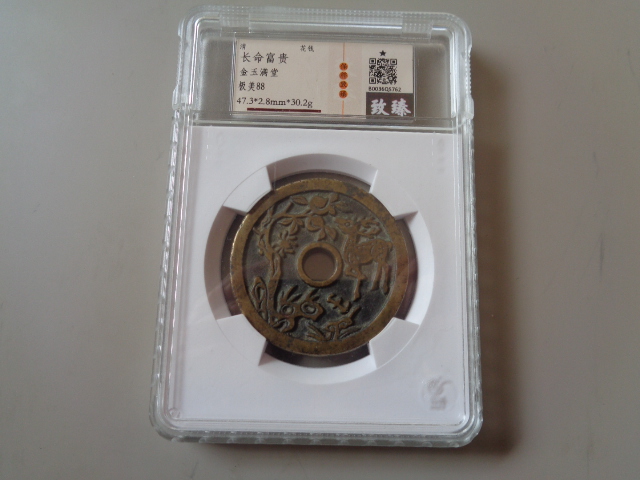 清 花钱
长命富贵
金玉满堂
极美88
47.3*2.8mm*30.2g
致臻